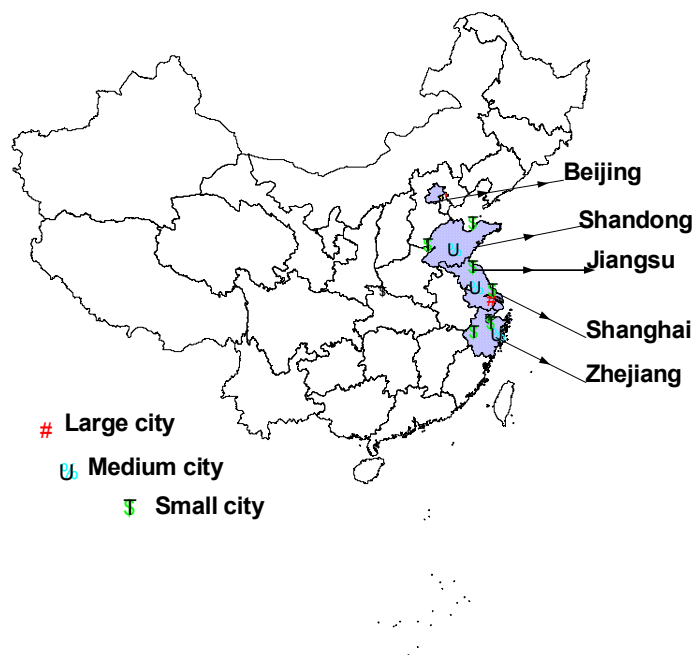 Beijing
Shandong
Jiangsu
Shanghai
Zhejiang
# Large city
Medium city
Small city